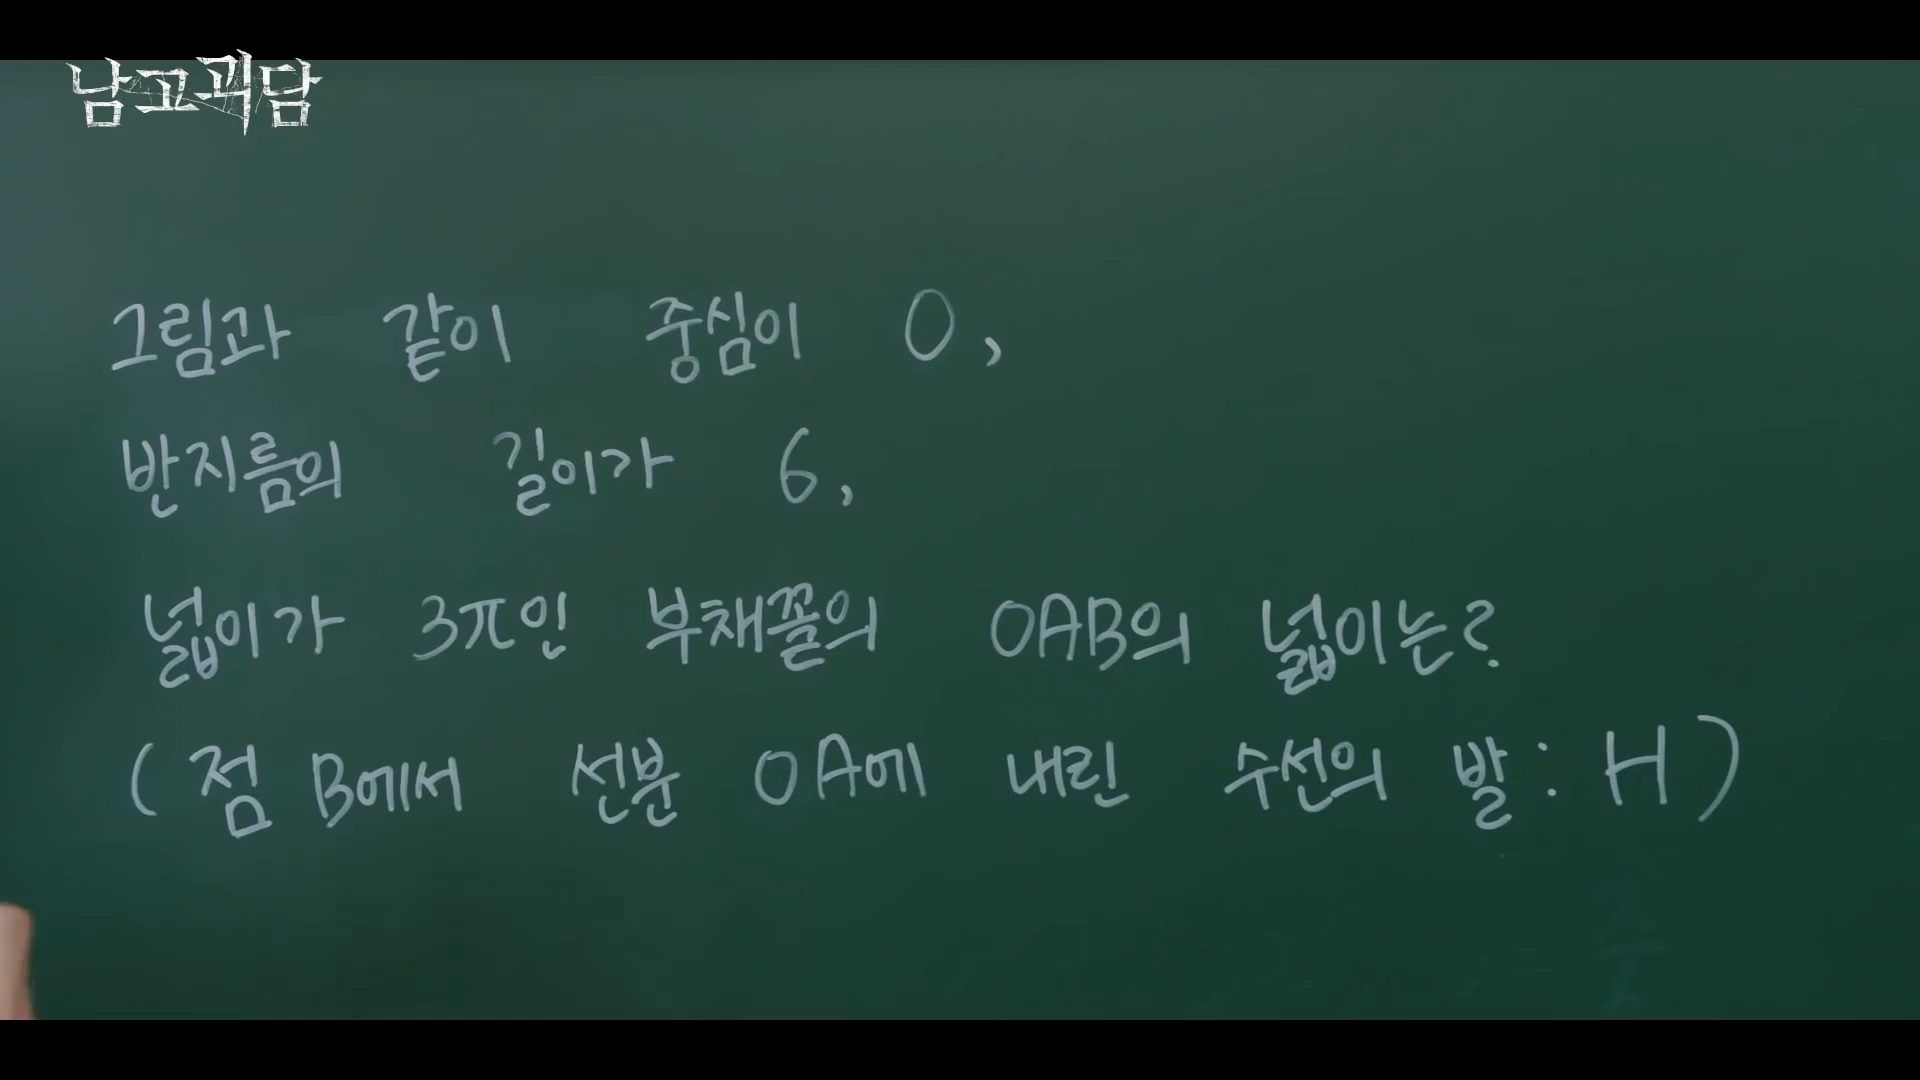 남고괴담
그림과 같이 중심이 O,
반지름의 길이가 6,
넓이가 3π인 부채꼴의 OAB의 넓이는?
(점 B에서 선분 OA에 내린 수선의 발 : H)